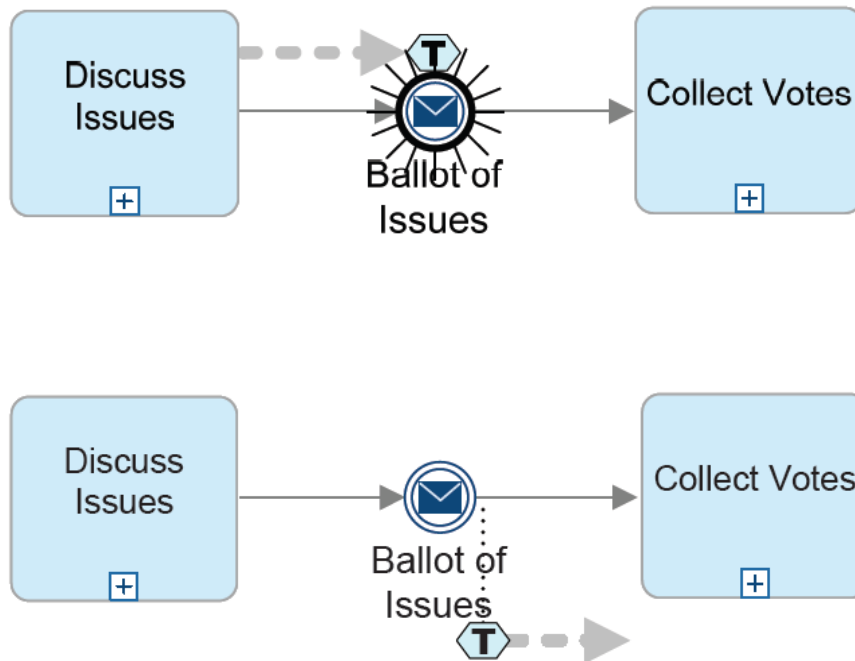 Discuss
Issues
T
Ballot of
Issues
Collect Votes
Discuss
Issues
Ballot of
Issues
T
Collect Votes